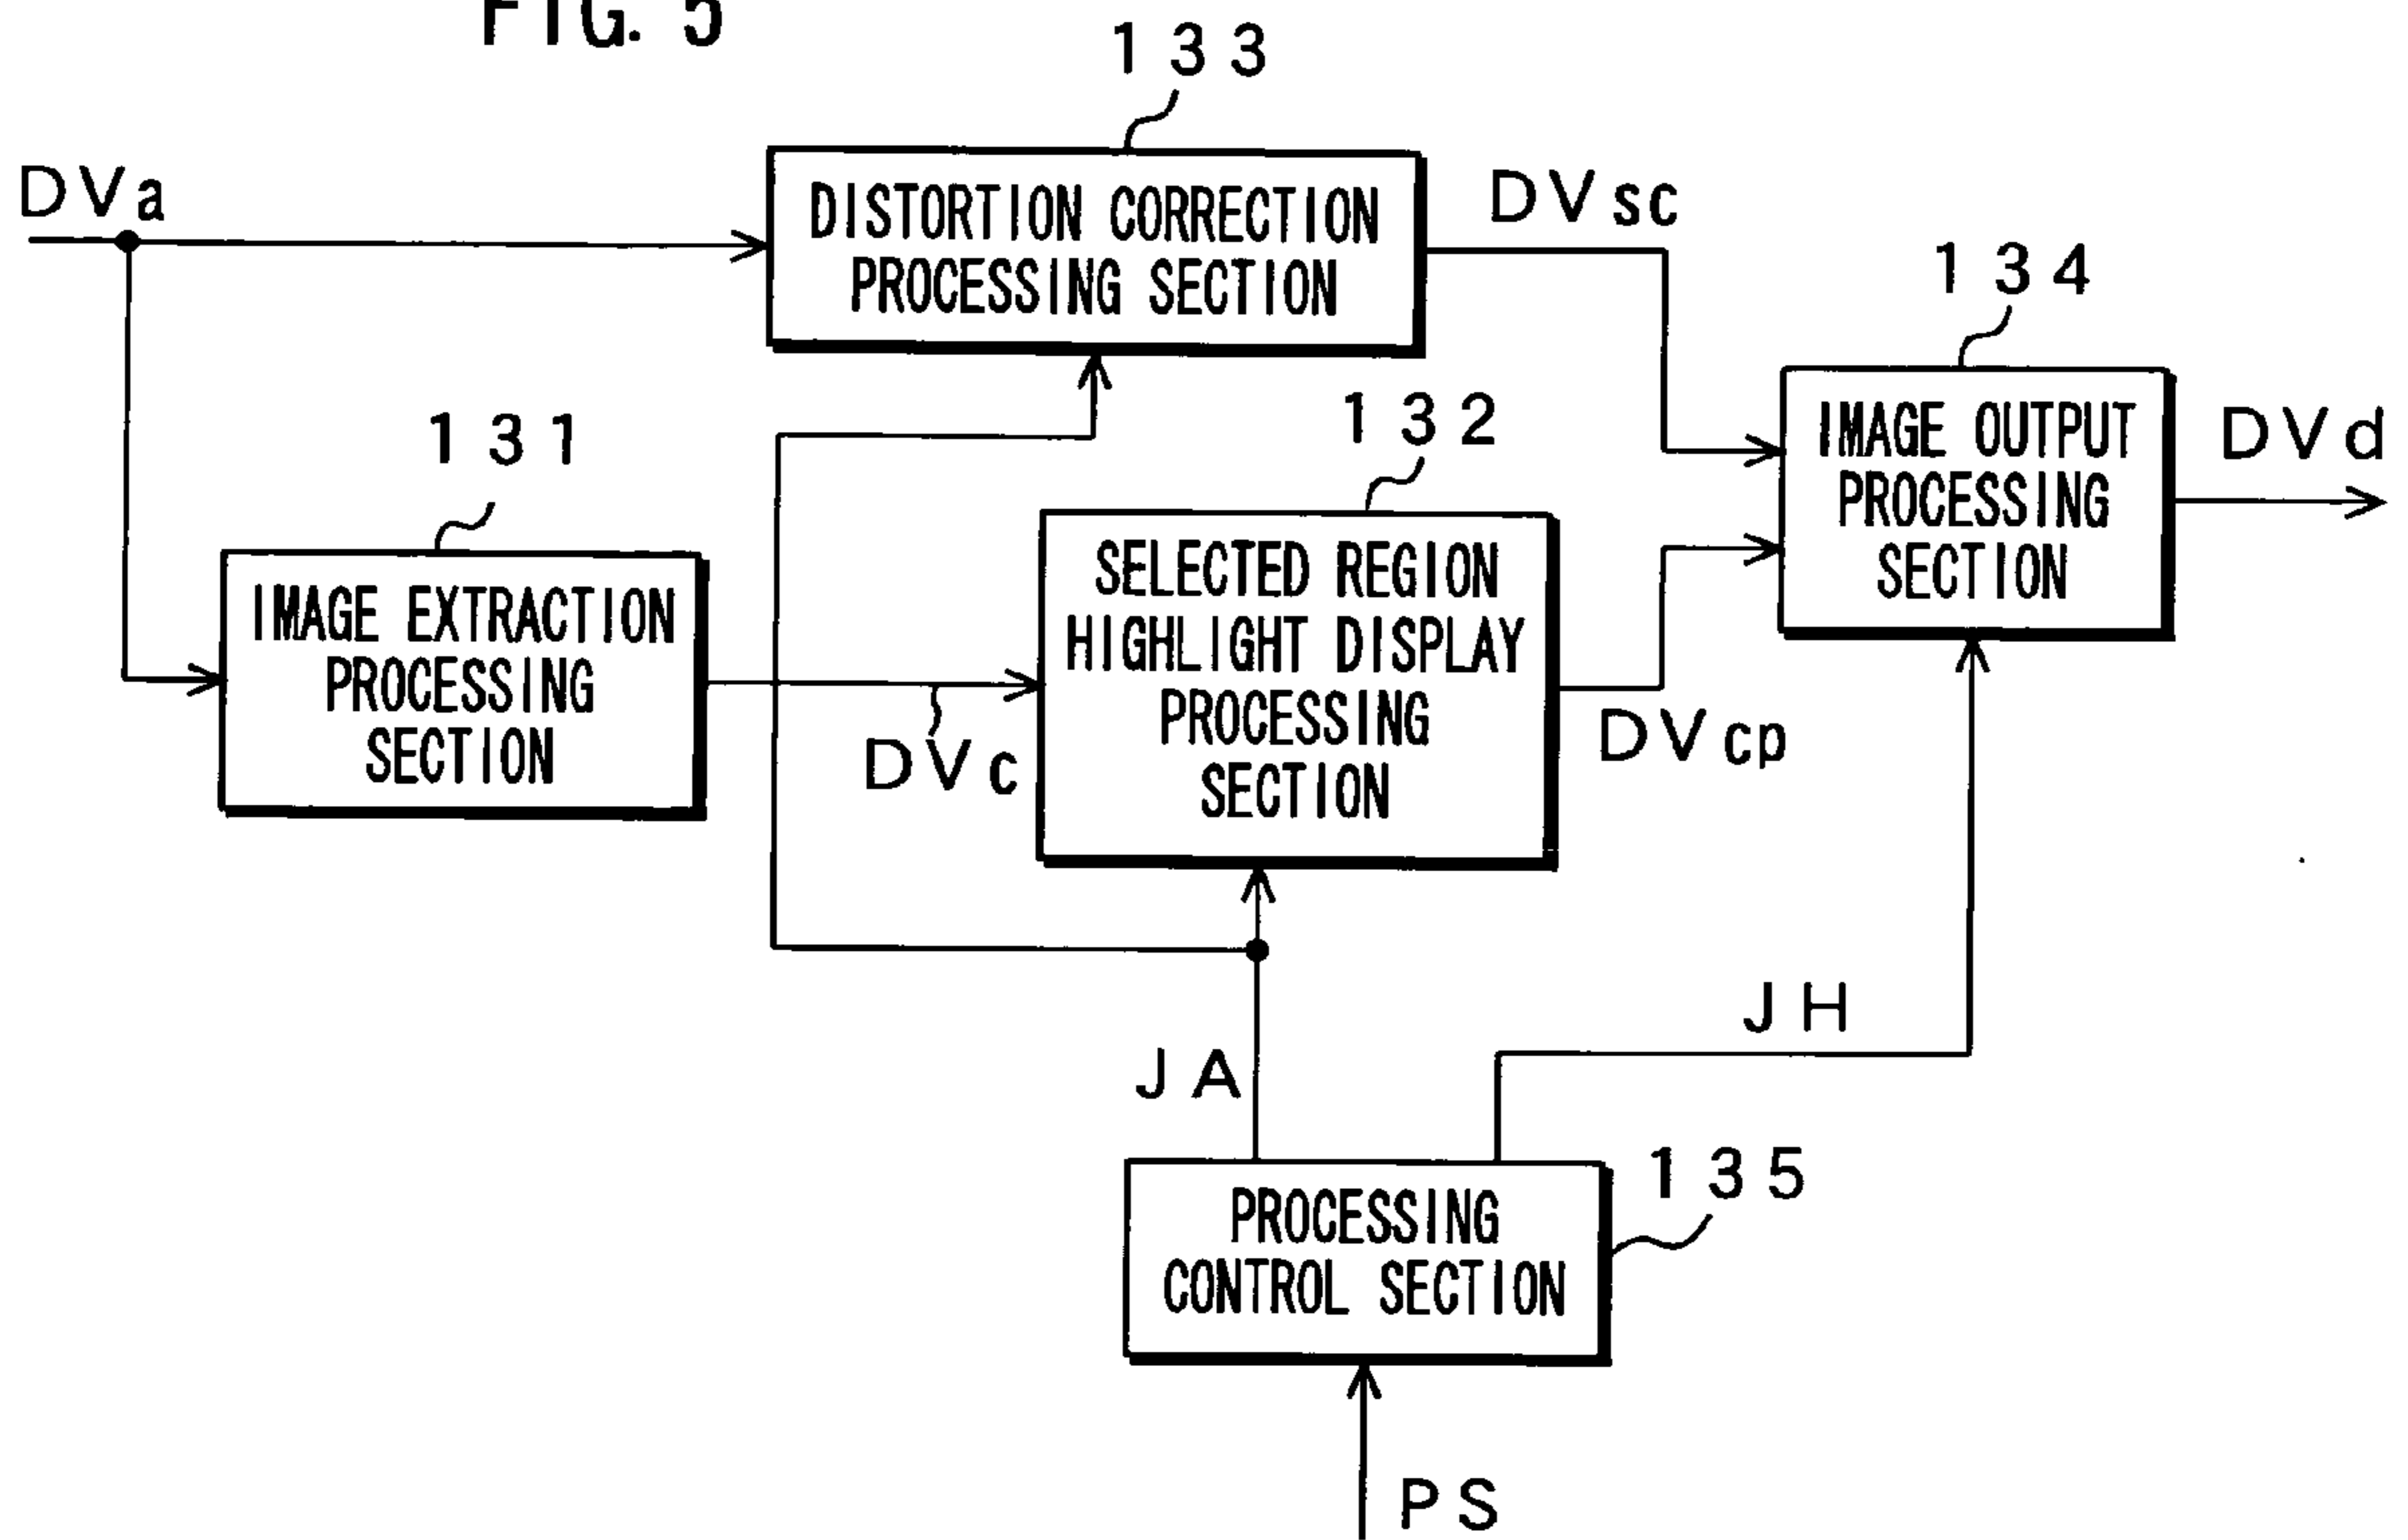 FIG. 5
133
DVa
DISTORTION CORRECTION
PROCESSING SECTION
DVsc
134
131
132
IMAGE OUTPUT
PROCESSING
SECTION
DVd
IMAGE EXTRACTION
PROCESSING
SECTION
SELECTED REGION
HIGHLIGHT DISPLAY
PROCESSING
SECTION
DVc
DVcp
JA
JH
PROCESSING
CONTROL SECTION
135
PS